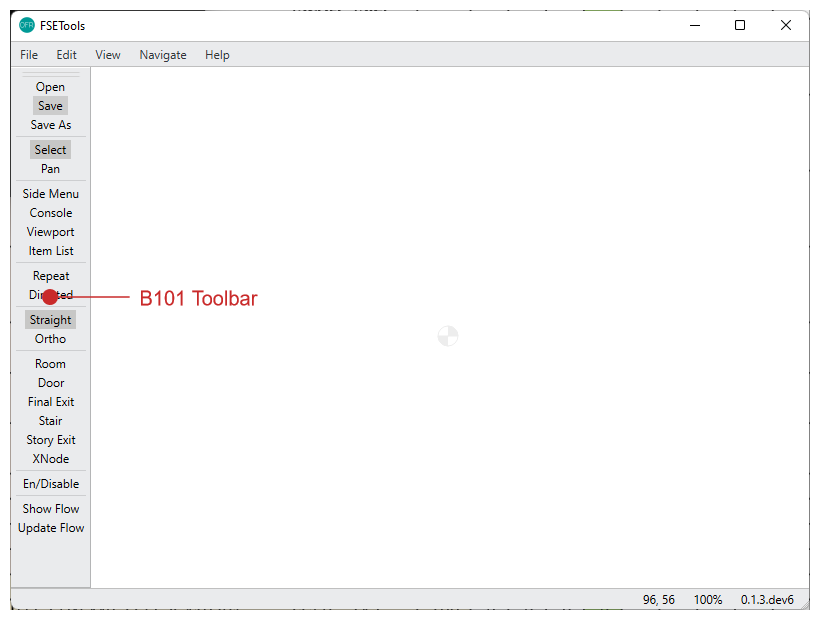 OFR FSETools
File Edit View Navigate Help
Open
Save
Save As
Select
Pan
Side Menu
Console
Viewport
Item List
Repeat
B101 Toolbar
Straight
Ortho
Room
Door
Final Exit
Stair
Story Exit
XNode
En/Disable
Show Flow
Update Flow
96, 56 100% 0.1.3.dev6